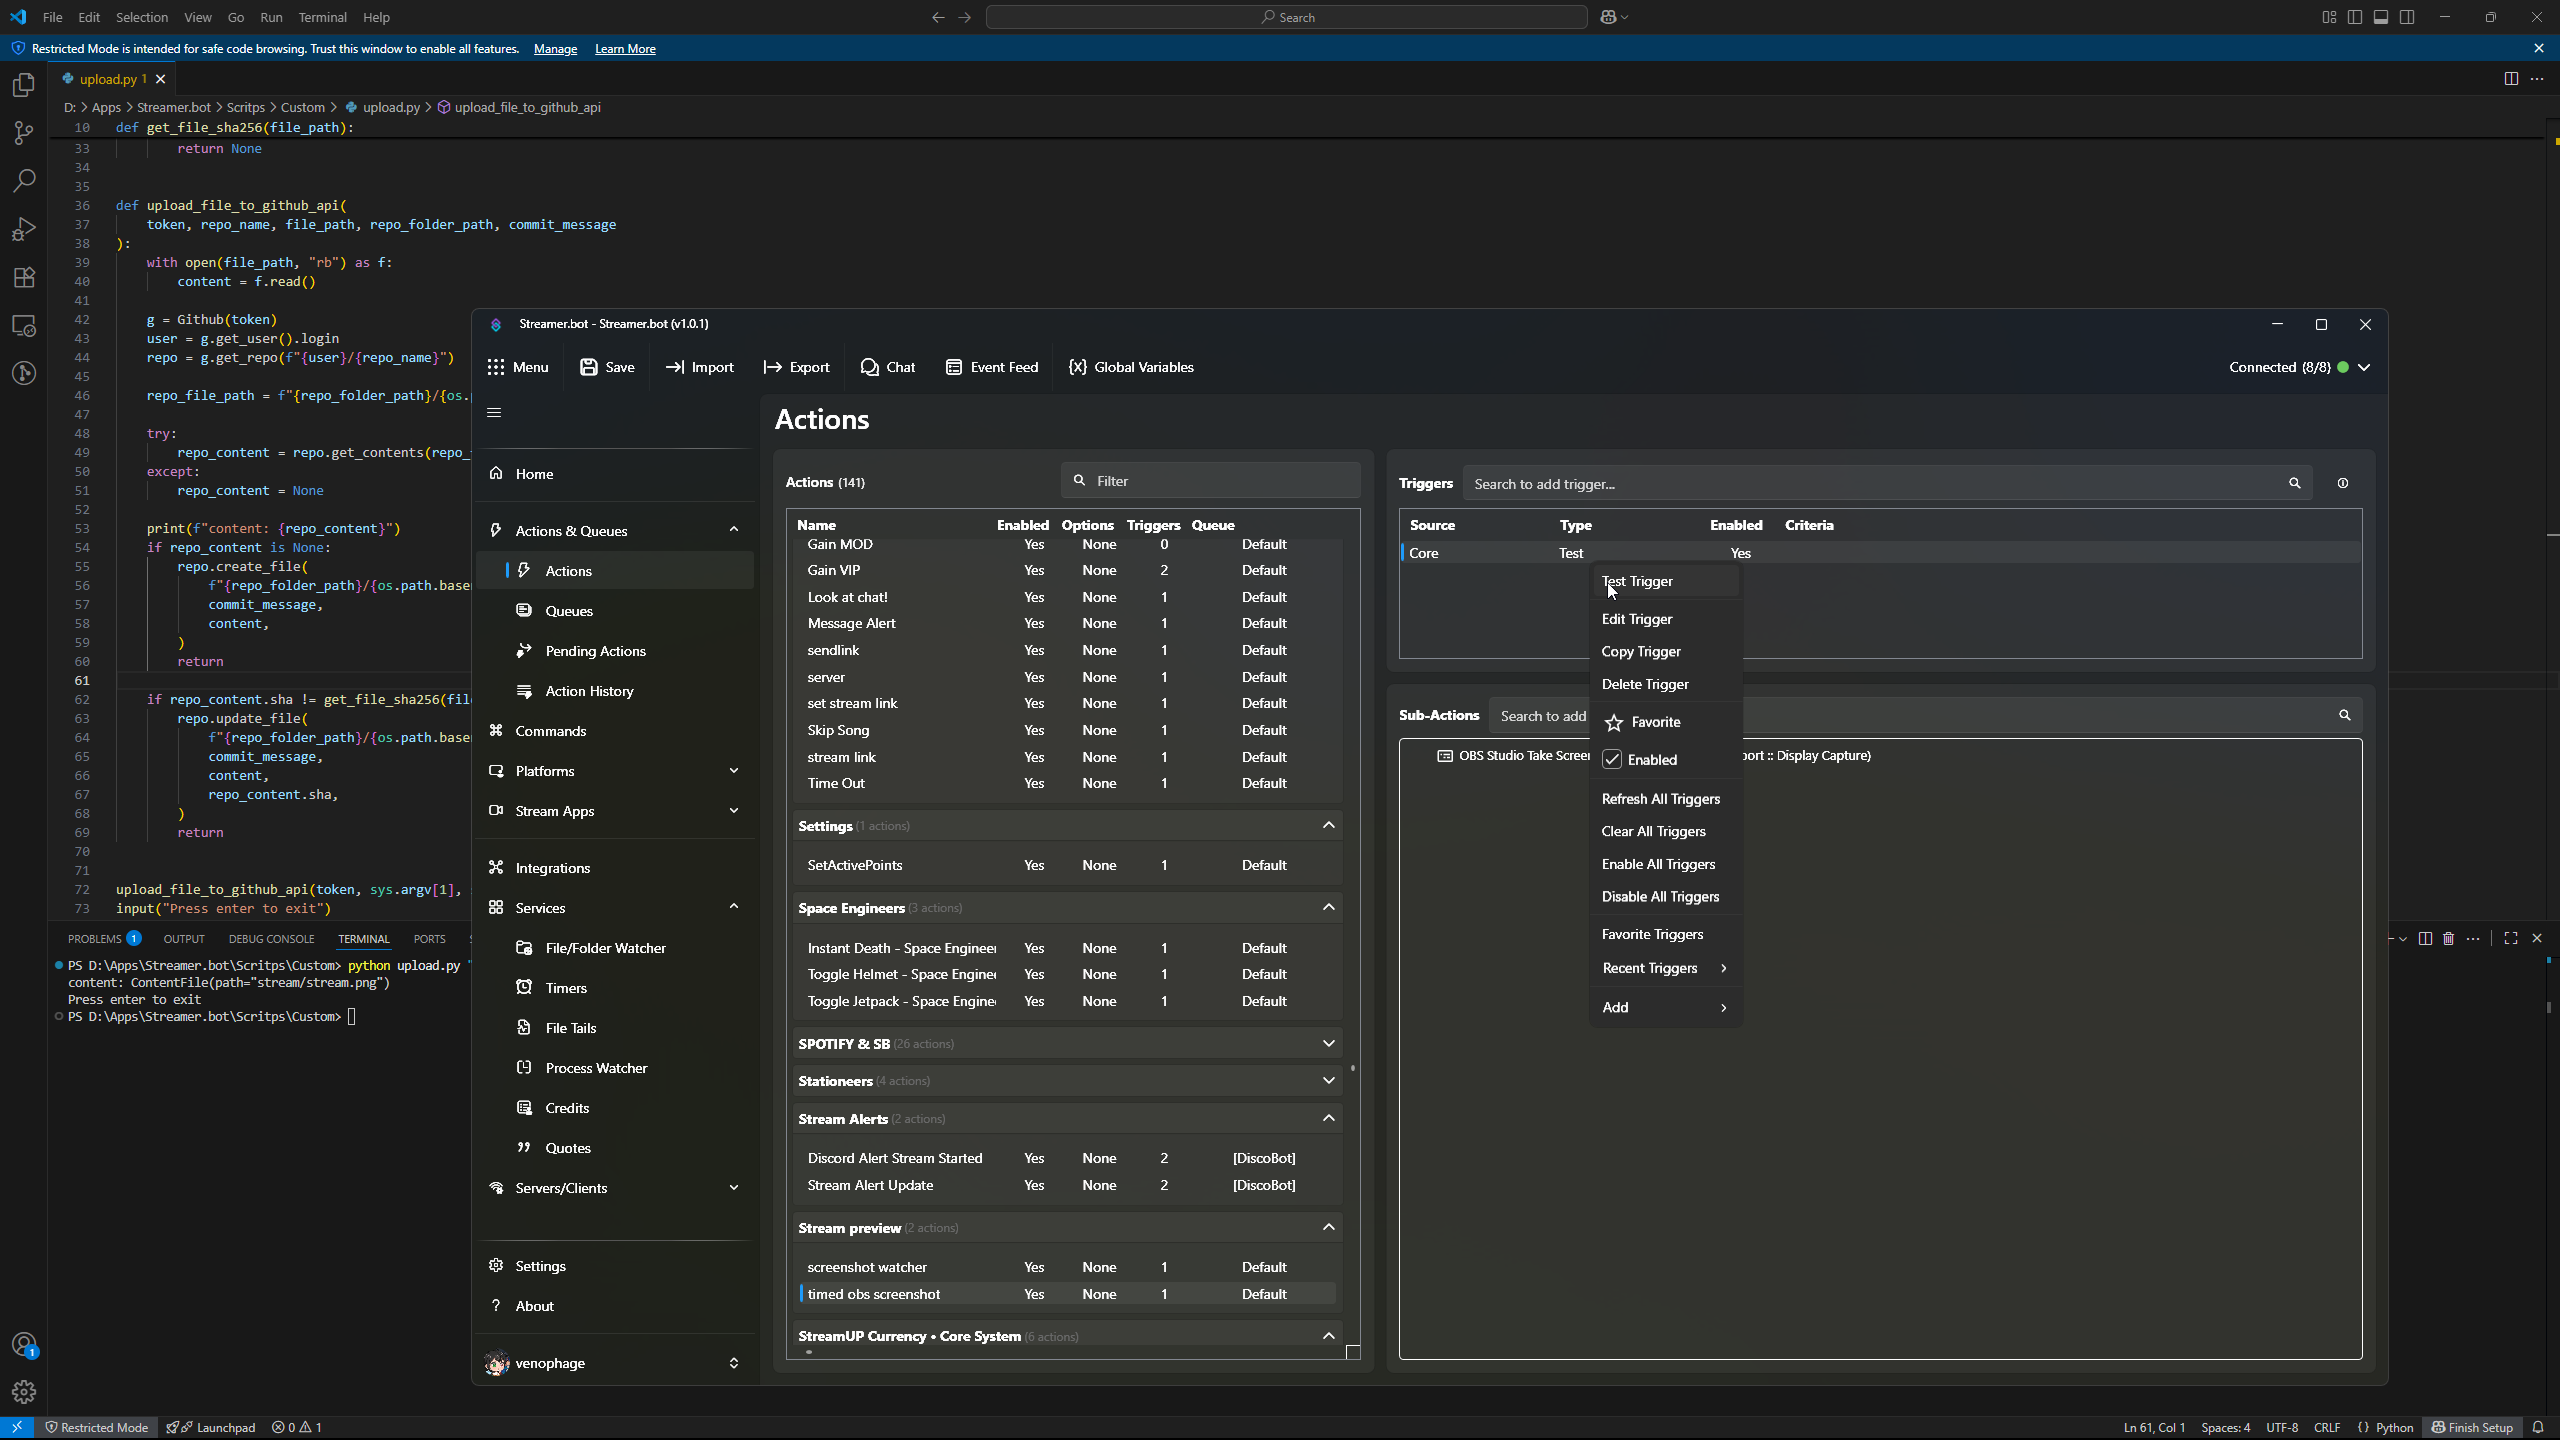 File Edit Selection View Go Run Terminal Help
Search
Restricted Mode is intended for safe code browsing. Trust this window to enable all features. Manage Learn More
upload.py 1
D: > Apps > Streamer.bot > Scritps > Custom > upload.py > upload_file_to_github_api
10 def get_file_sha256(file_path):
33 return None
34
35
36 def upload_file_to_github_api(
37 token, repo_name, file_path, repo_folder_path, commit_message
38 ):
39 with open(file_path, "rb") as f:
40 content = f.read()
41
42 g = Github(token)
43 user = g.get_user().login
44 repo = g.get_repo(f"{user}/{repo_name}")
45
46 repo_file_path = f"{repo_folder_path}/{os.
47
48 try:
49 repo_content = repo.get_contents(repo_
50 except:
51 repo_content = None
52
53 print(f"content: {repo_content}")
54 if repo_content is None:
55 repo.create_file(
56 f"{repo_folder_path}/{os.path.base
57 commit_message,
58 content,
59 )
60 return
61
62 if repo_content.sha != get_file_sha256(fil
63 repo.update_file(
64 f"{repo_folder_path}/{os.path.base
65 commit_message,
66 content,
67 repo_content.sha,
68 )
69 return
70
71
72 upload_file_to_github_api(token, sys.argv[1],
73 input("Press enter to exit")
PROBLEMS 1 OUTPUT DEBUG CONSOLE TERMINAL PORTS
PS D:\Apps\Streamer.bot\Scritps\Custom> python upload.py "
content: ContentFile(path="stream/stream.png")
Press enter to exit
PS D:\Apps\Streamer.bot\Scritps\Custom>
Streamer.bot - Streamer.bot (v1.0.1)
Menu Save Import Export Chat Event Feed {x} Global Variables Connected (8/8)
Home
Actions & Queues
Actions
Queues
Pending Actions
Action History
Commands
Platforms
Stream Apps
Integrations
Services
File/Folder Watcher
Timers
File Tails
Process Watcher
Credits
Quotes
Servers/Clients
Settings
? About
venophage
Actions
Actions (141) Filter
Name Enabled Options Triggers Queue
Gain MOD Yes None 0 Default
Gain VIP Yes None 2 Default
Look at chat! Yes None 1 Default
Message Alert Yes None 1 Default
sendlink Yes None 1 Default
server Yes None 1 Default
set stream link Yes None 1 Default
Skip Song Yes None 1 Default
stream link Yes None 1 Default
Time Out Yes None 1 Default
Settings (1 actions)
SetActivePoints Yes None 1 Default
Space Engineers (3 actions)
Instant Death - Space Engineer Yes None 1 Default
Toggle Helmet - Space Engine Yes None 1 Default
Toggle Jetpack - Space Engine Yes None 1 Default
SPOTIFY & SB (26 actions)
Stationeers (4 actions)
Stream Alerts (2 actions)
Discord Alert Stream Started Yes None 2 [DiscoBot]
Stream Alert Update Yes None 2 [DiscoBot]
Stream preview (2 actions)
screenshot watcher Yes None 1 Default
timed obs screenshot Yes None 1 Default
StreamUP Currency • Core System (6 actions)
Triggers Search to add trigger...
Source Type Enabled Criteria
Core Test Yes
Test Trigger
Edit Trigger
Copy Trigger
Delete Trigger
Favorite
Enabled
Refresh All Triggers
Clear All Triggers
Enable All Triggers
Disable All Triggers
Favorite Triggers
Recent Triggers
Add
Sub-Actions Search to add
OBS Studio Take Scree ort :: Display Capture)
Restricted Mode Launchpad 0 1 Ln 61, Col 1 Spaces: 4 UTF-8 CRLF {} Python Finish Setup
1